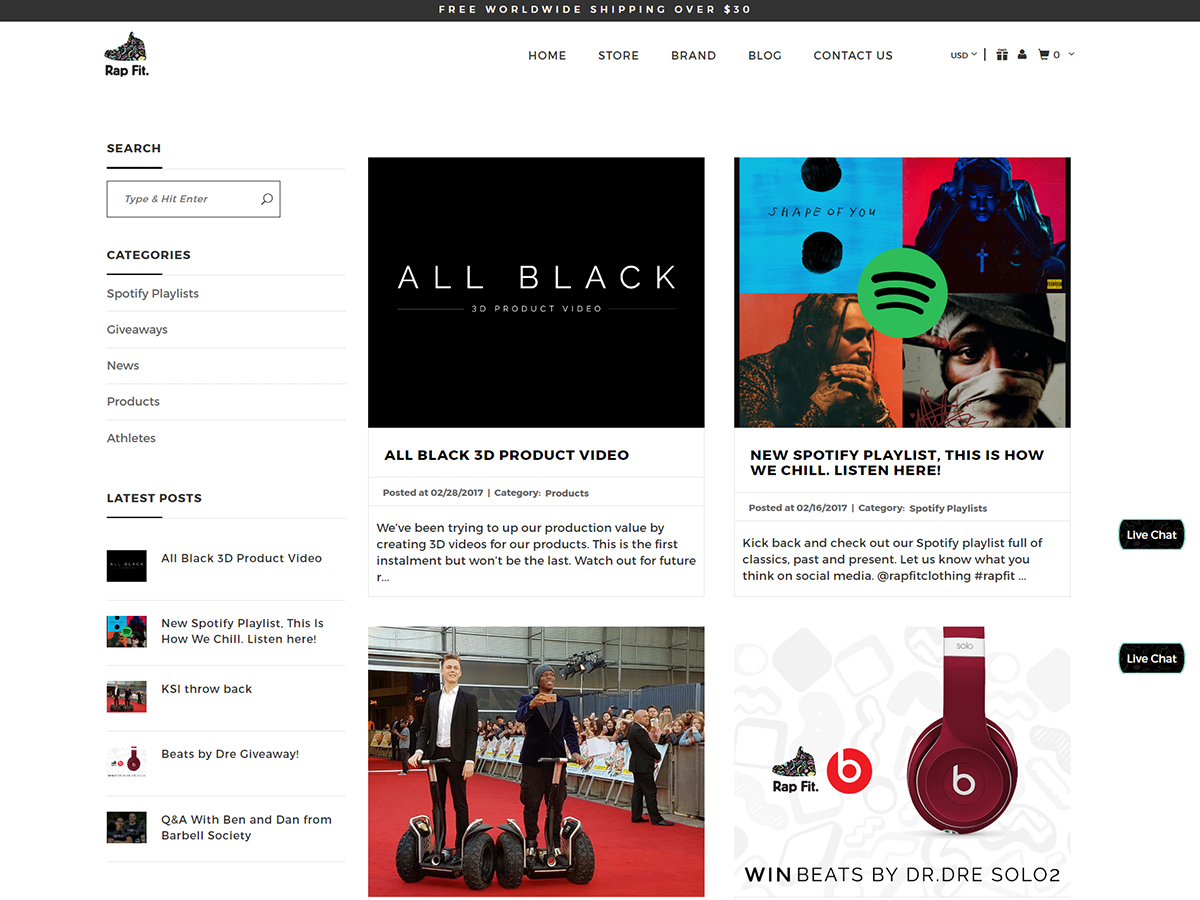 FREE WORLDWIDE SHIPPING OVER $30
Rap Fit.
HOME
STORE
BRAND
BLOG
CONTACT US
USD
0
SEARCH
Type & Hit Enter
CATEGORIES
Spotify Playlists
Giveaways
News
Products
Athletes
LATEST POSTS
ALL BLACK
All Black 3D Product Video
New Spotify Playlist, This Is
How We Chill. Listen here!
KSI throw back
Beats by Dre Giveaway!
Q&A With Ben and Dan from
Barbell Society
ALL BLACK
3D PRODUCT VIDEO
ALL BLACK 3D PRODUCT VIDEO
Posted at 02/28/2017 | Category: Products
We've been trying to up our production value by
creating 3D videos for our products. This is the first
instalment but won't be the last. Watch out for future
r...
SHAPE OF YOU
NEW SPOTIFY PLAYLIST, THIS IS HOW
WE CHILL. LISTEN HERE!
Posted at 02/16/2017 | Category: Spotify Playlists
Kick back and check out our Spotify playlist full of
classics, past and present. Let us know what you
think on social media. @rapfitclothing #rapfit ...
solo
Rap Fit.
b
b
WIN BEATS BY DR.DRE SOLO2
Live Chat
Live Chat